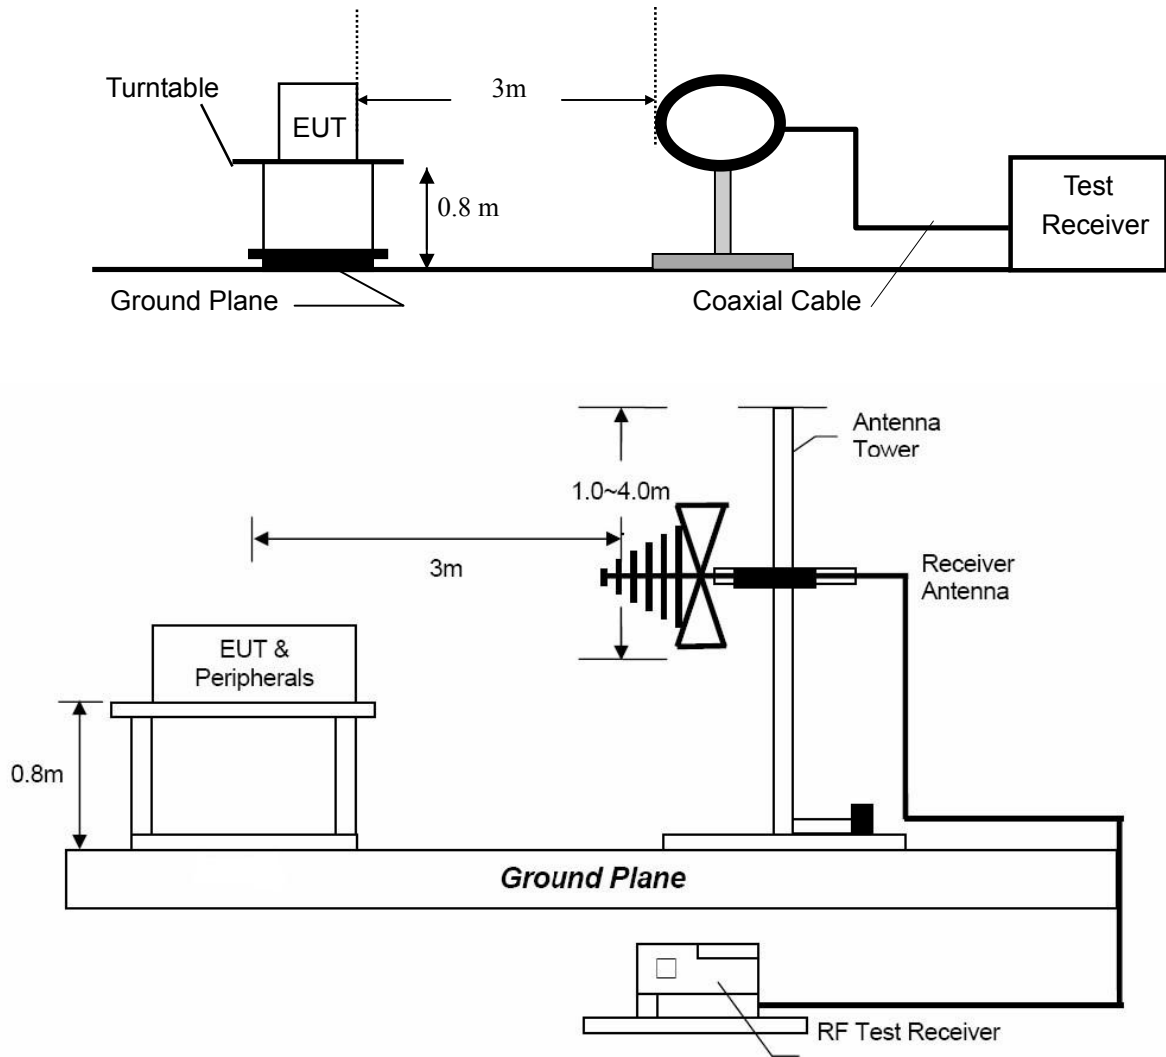 Turntable
EUT
3m
0.8 m
Test
Receiver
Ground Plane
Coaxial Cable
Antenna
Tower
1.0~4.0m
3m
Receiver
Antenna
EUT &
Peripherals
0.8m
Ground Plane
RF Test Receiver